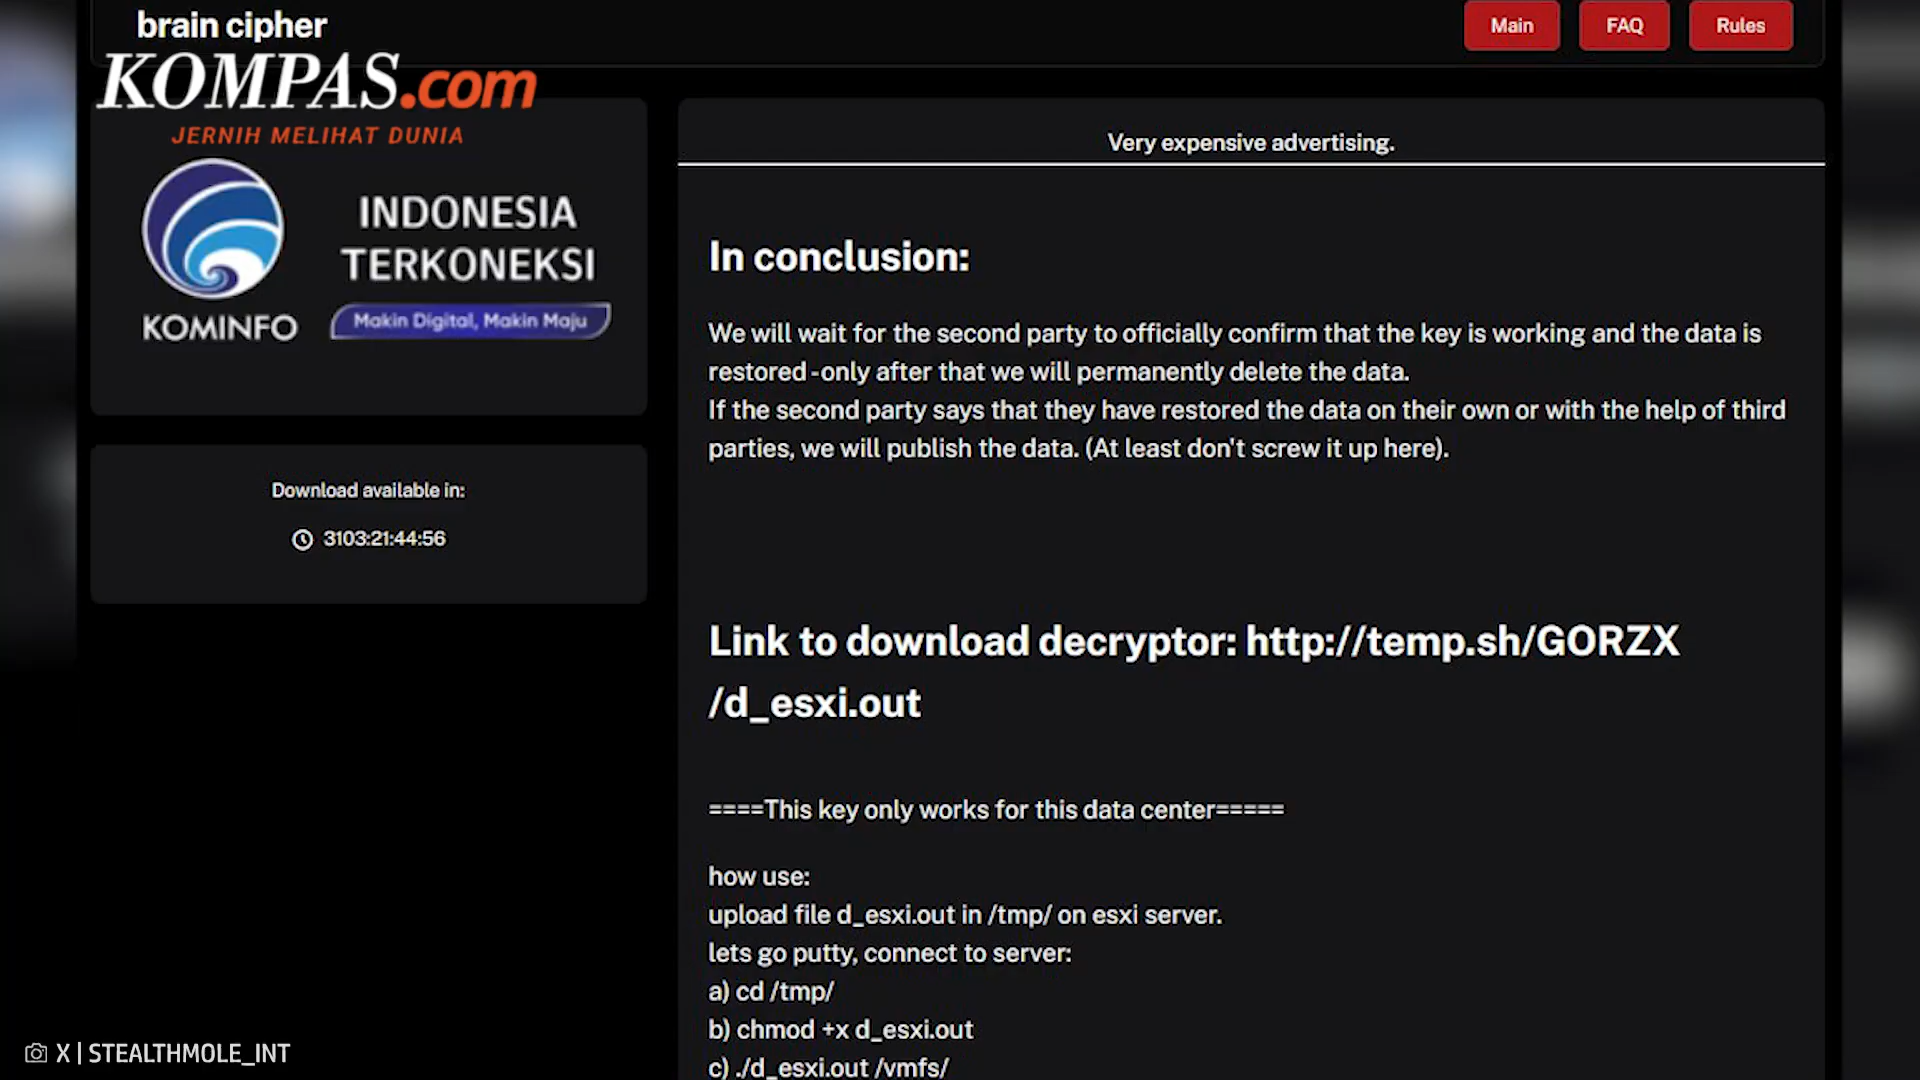 brain cipher
Main
FAQ
Rules
KOMPAS.com
JERNIH MELIHAT DUNIA
KOMINFO
INDONESIA
TERKONEKSI
Makin Digital, Makin Maju
Download available in:
3103:21:44:56
Very expensive advertising.
In conclusion:
We will wait for the second party to officially confirm that the key is working and the data is
restored -only after that we will permanently delete the data.
If the second party says that they have restored the data on their own or with the help of third
parties, we will publish the data. (At least don't screw it up here).
Link to download decryptor: http://temp.sh/GORZX
/d_esxi.out
====This key only works for this data center=====
how use:
upload file d_esxi.out in /tmp/ on esxi server.
lets go putty, connect to server:
a) cd /tmp/
b) chmod +x d_esxi.out
c) ./d_esxi.out /vmfs/
X | STEALTHMOLE_INT